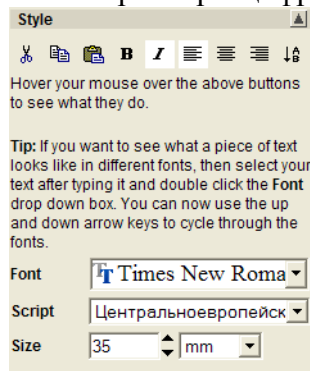 Style
B I
Hover your mouse over the above buttons
to see what they do.
Tip: If you want to see what a piece of text
looks like in different fonts, then select your
text after typing it and double click the Font
drop down box. You can now use the up
and down arrow keys to cycle through the
fonts.
Font Times New Roma
Script Центральноевропейск
Size 35 mm